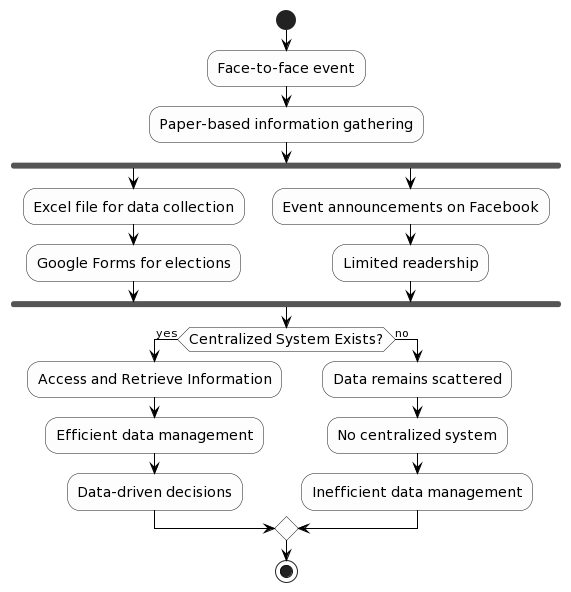 Face-to-face event
Paper-based information gathering
Excel file for data collection
Event announcements on Facebook
Google Forms for elections
Limited readership
yes
Centralized System Exists?
no
Access and Retrieve Information
Data remains scattered
Efficient data management
No centralized system
Data-driven decisions
Inefficient data management